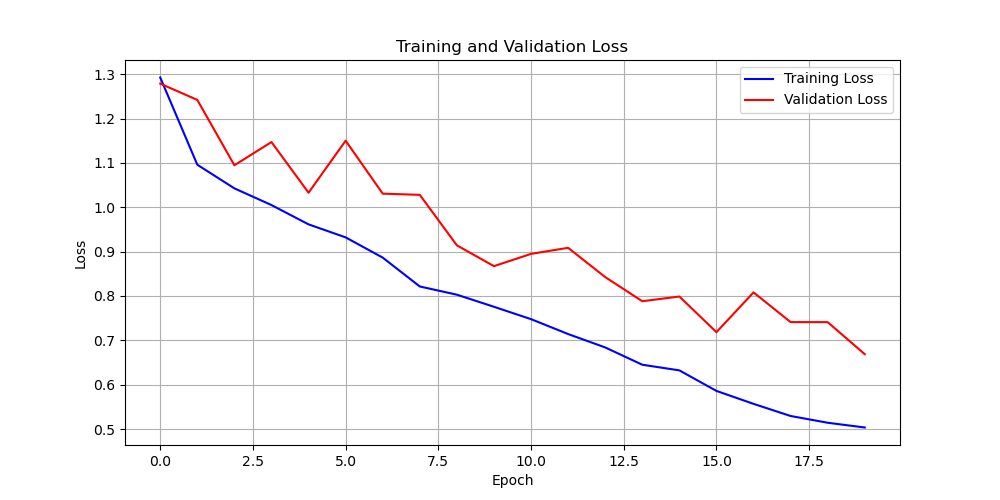 Training and Validation Loss
Training Loss
Validation Loss
1.3
1.2
1.1
1.0
0.9
0.8
0.7
0.6
0.5
Loss
0.0 2.5 5.0 7.5 10.0 12.5 15.0 17.5
Epoch